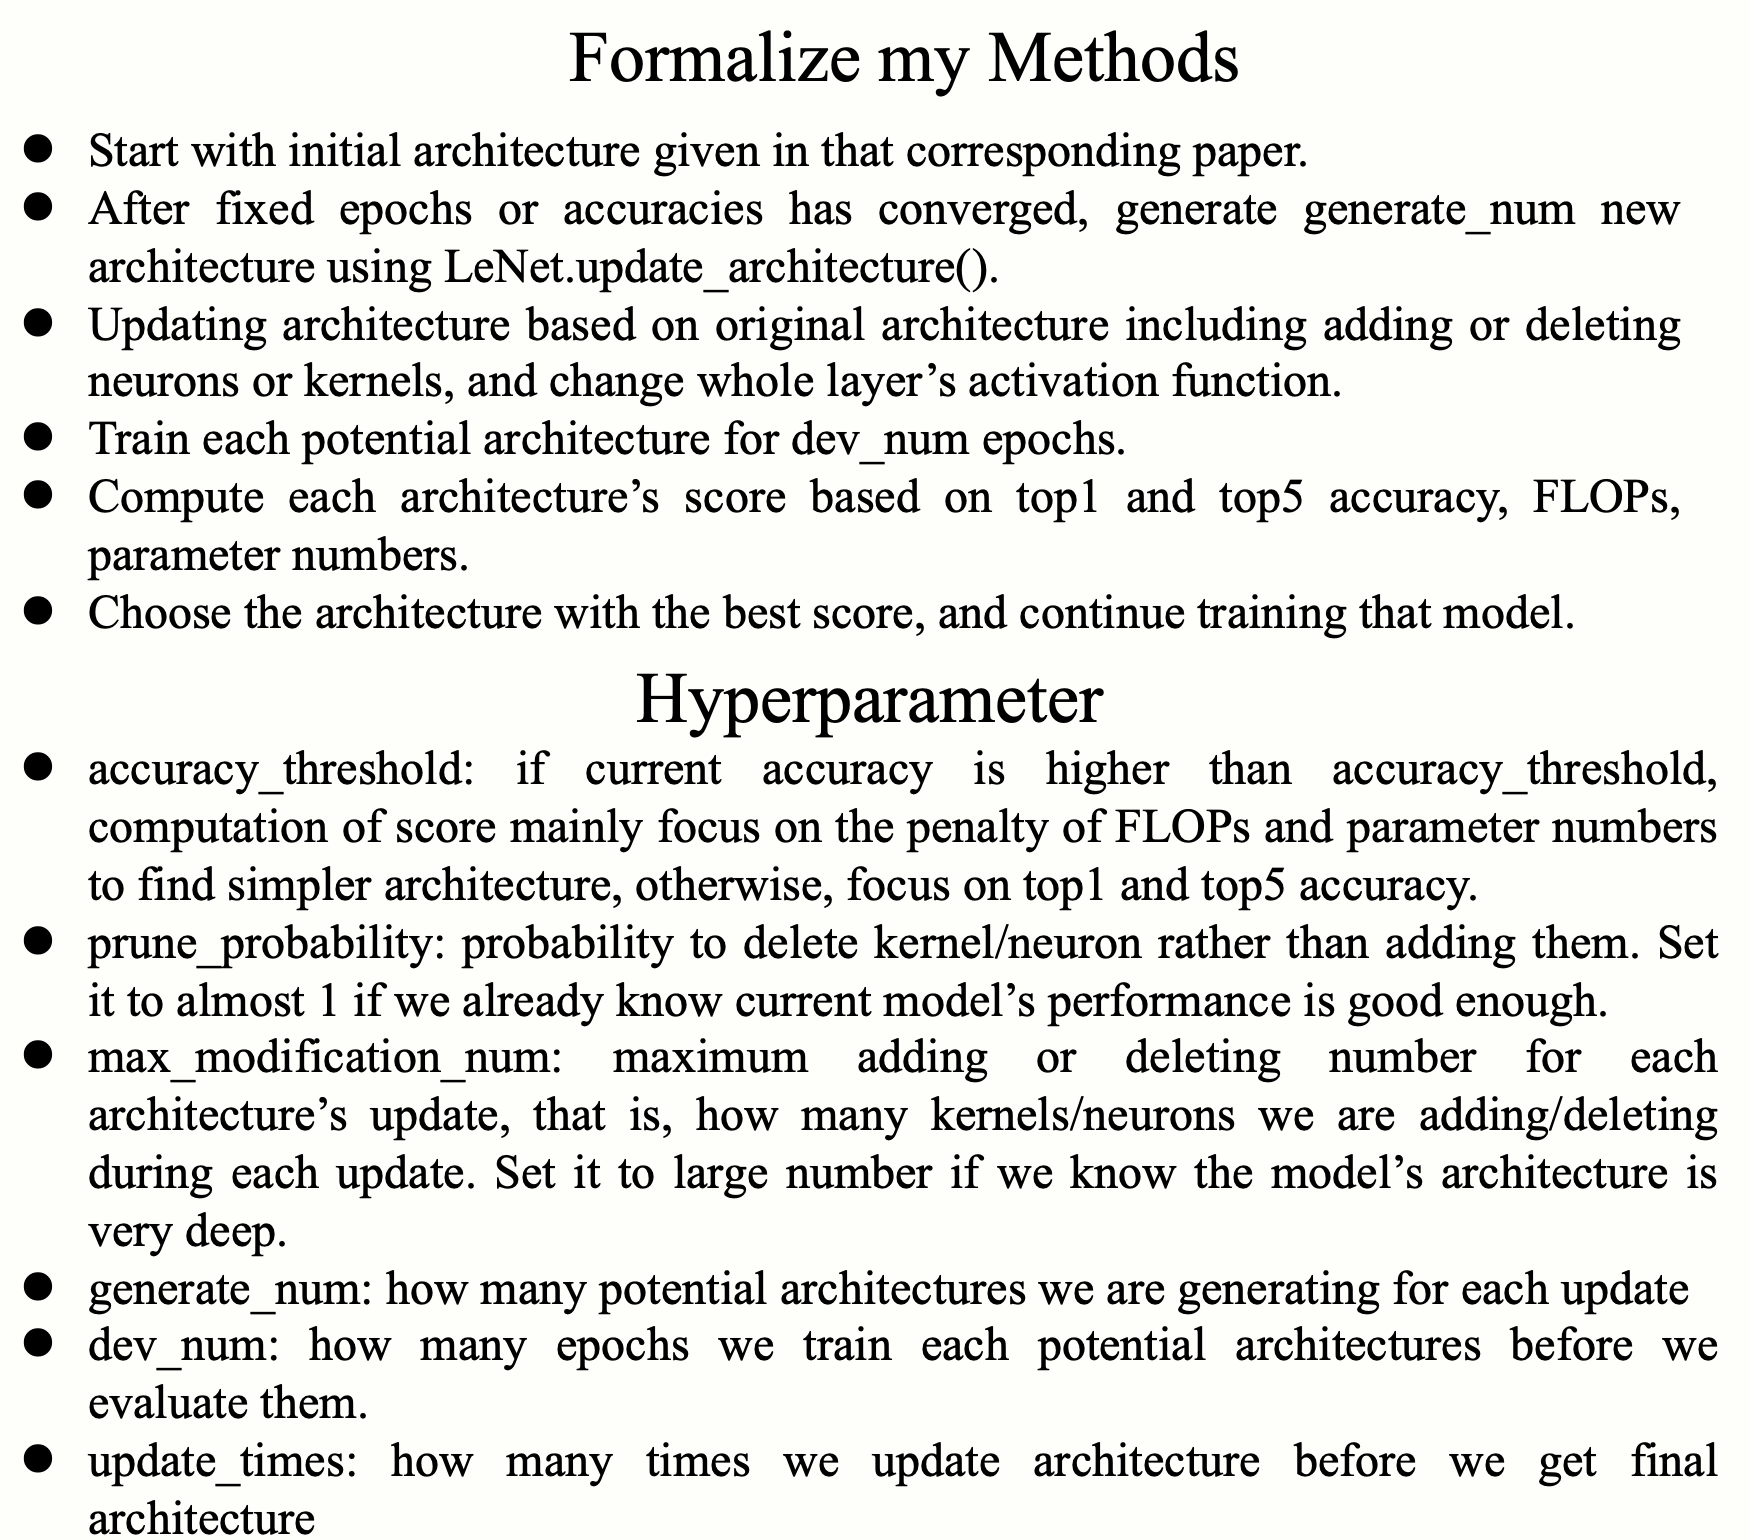 Formalize my Methods
● Start with initial architecture given in that corresponding paper.
● After fixed epochs or accuracies has converged, generate generate_num new
architecture using LeNet.update_architecture().
● Updating architecture based on original architecture including adding or deleting
neurons or kernels, and change whole layer’s activation function.
● Train each potential architecture for dev_num epochs.
● Compute each architecture’s score based on top1 and top5 accuracy, FLOPs,
parameter numbers.
● Choose the architecture with the best score, and continue training that model.
Hyperparameter
● accuracy_threshold: if current accuracy is higher than accuracy_threshold,
computation of score mainly focus on the penalty of FLOPs and parameter numbers
to find simpler architecture, otherwise, focus on top1 and top5 accuracy.
● prune_probability: probability to delete kernel/neuron rather than adding them. Set
it to almost 1 if we already know current model’s performance is good enough.
● max_modification_num: maximum adding or deleting number for each
architecture’s update, that is, how many kernels/neurons we are adding/deleting
during each update. Set it to large number if we know the model’s architecture is
very deep.
● generate_num: how many potential architectures we are generating for each update
● dev_num: how many epochs we train each potential architectures before we
evaluate them.
● update_times: how many times we update architecture before we get final
architecture